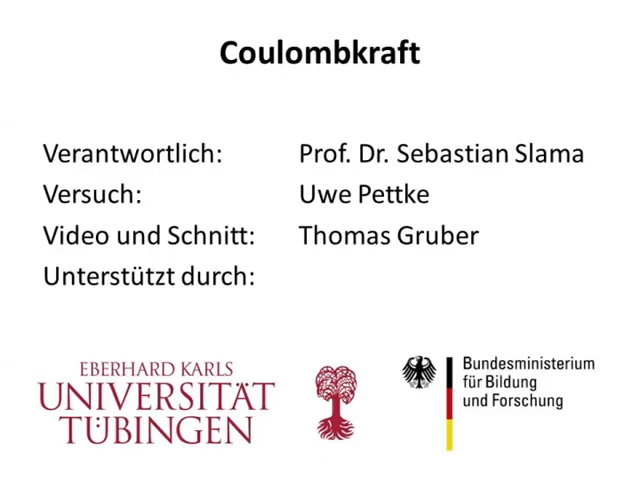 Coulombkraft
Verantwortlich: Prof. Dr. Sebastian Slama
Versuch: Uwe Pettke
Video und Schnitt: Thomas Gruber
Unterstützt durch:
EBERHARD KARLS
UNIVERSITÄT
TÜBINGEN
Bundesministerium
für Bildung
und Forschung